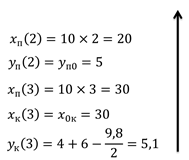 xп(2) = 10 × 2 = 20
yп(2) = yп0 = 5
xп(3) = 10 × 3 = 30
xк(3) = x0к = 30
yк(3) = 4 + 6 − 9,8/2 = 5,1